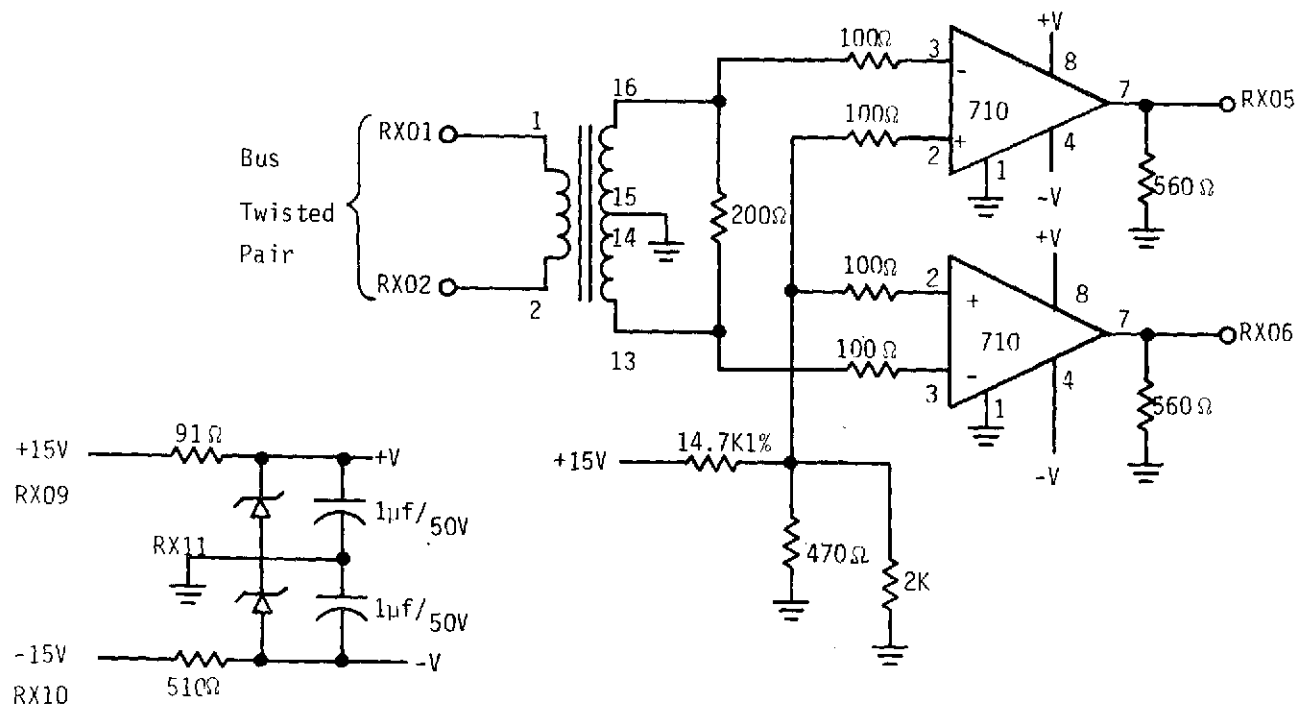 +V
100Ω
3
8
-
7
RX05
16
710
100Ω
1
RX01
+
4
2
Bus
1
560 Ω
15
-V
Twisted
200Ω
14
+V
100Ω
Pair
2
8
RX02
+
7
2
RX06
710
100 Ω
13
4
-
3
1
560 Ω
91Ω
14.7K1%
+15V
+V
+15V
-V
RX09
1µf/50V
RX11
470Ω
2K
1µf/50V
-15V
-V
510Ω
RX10